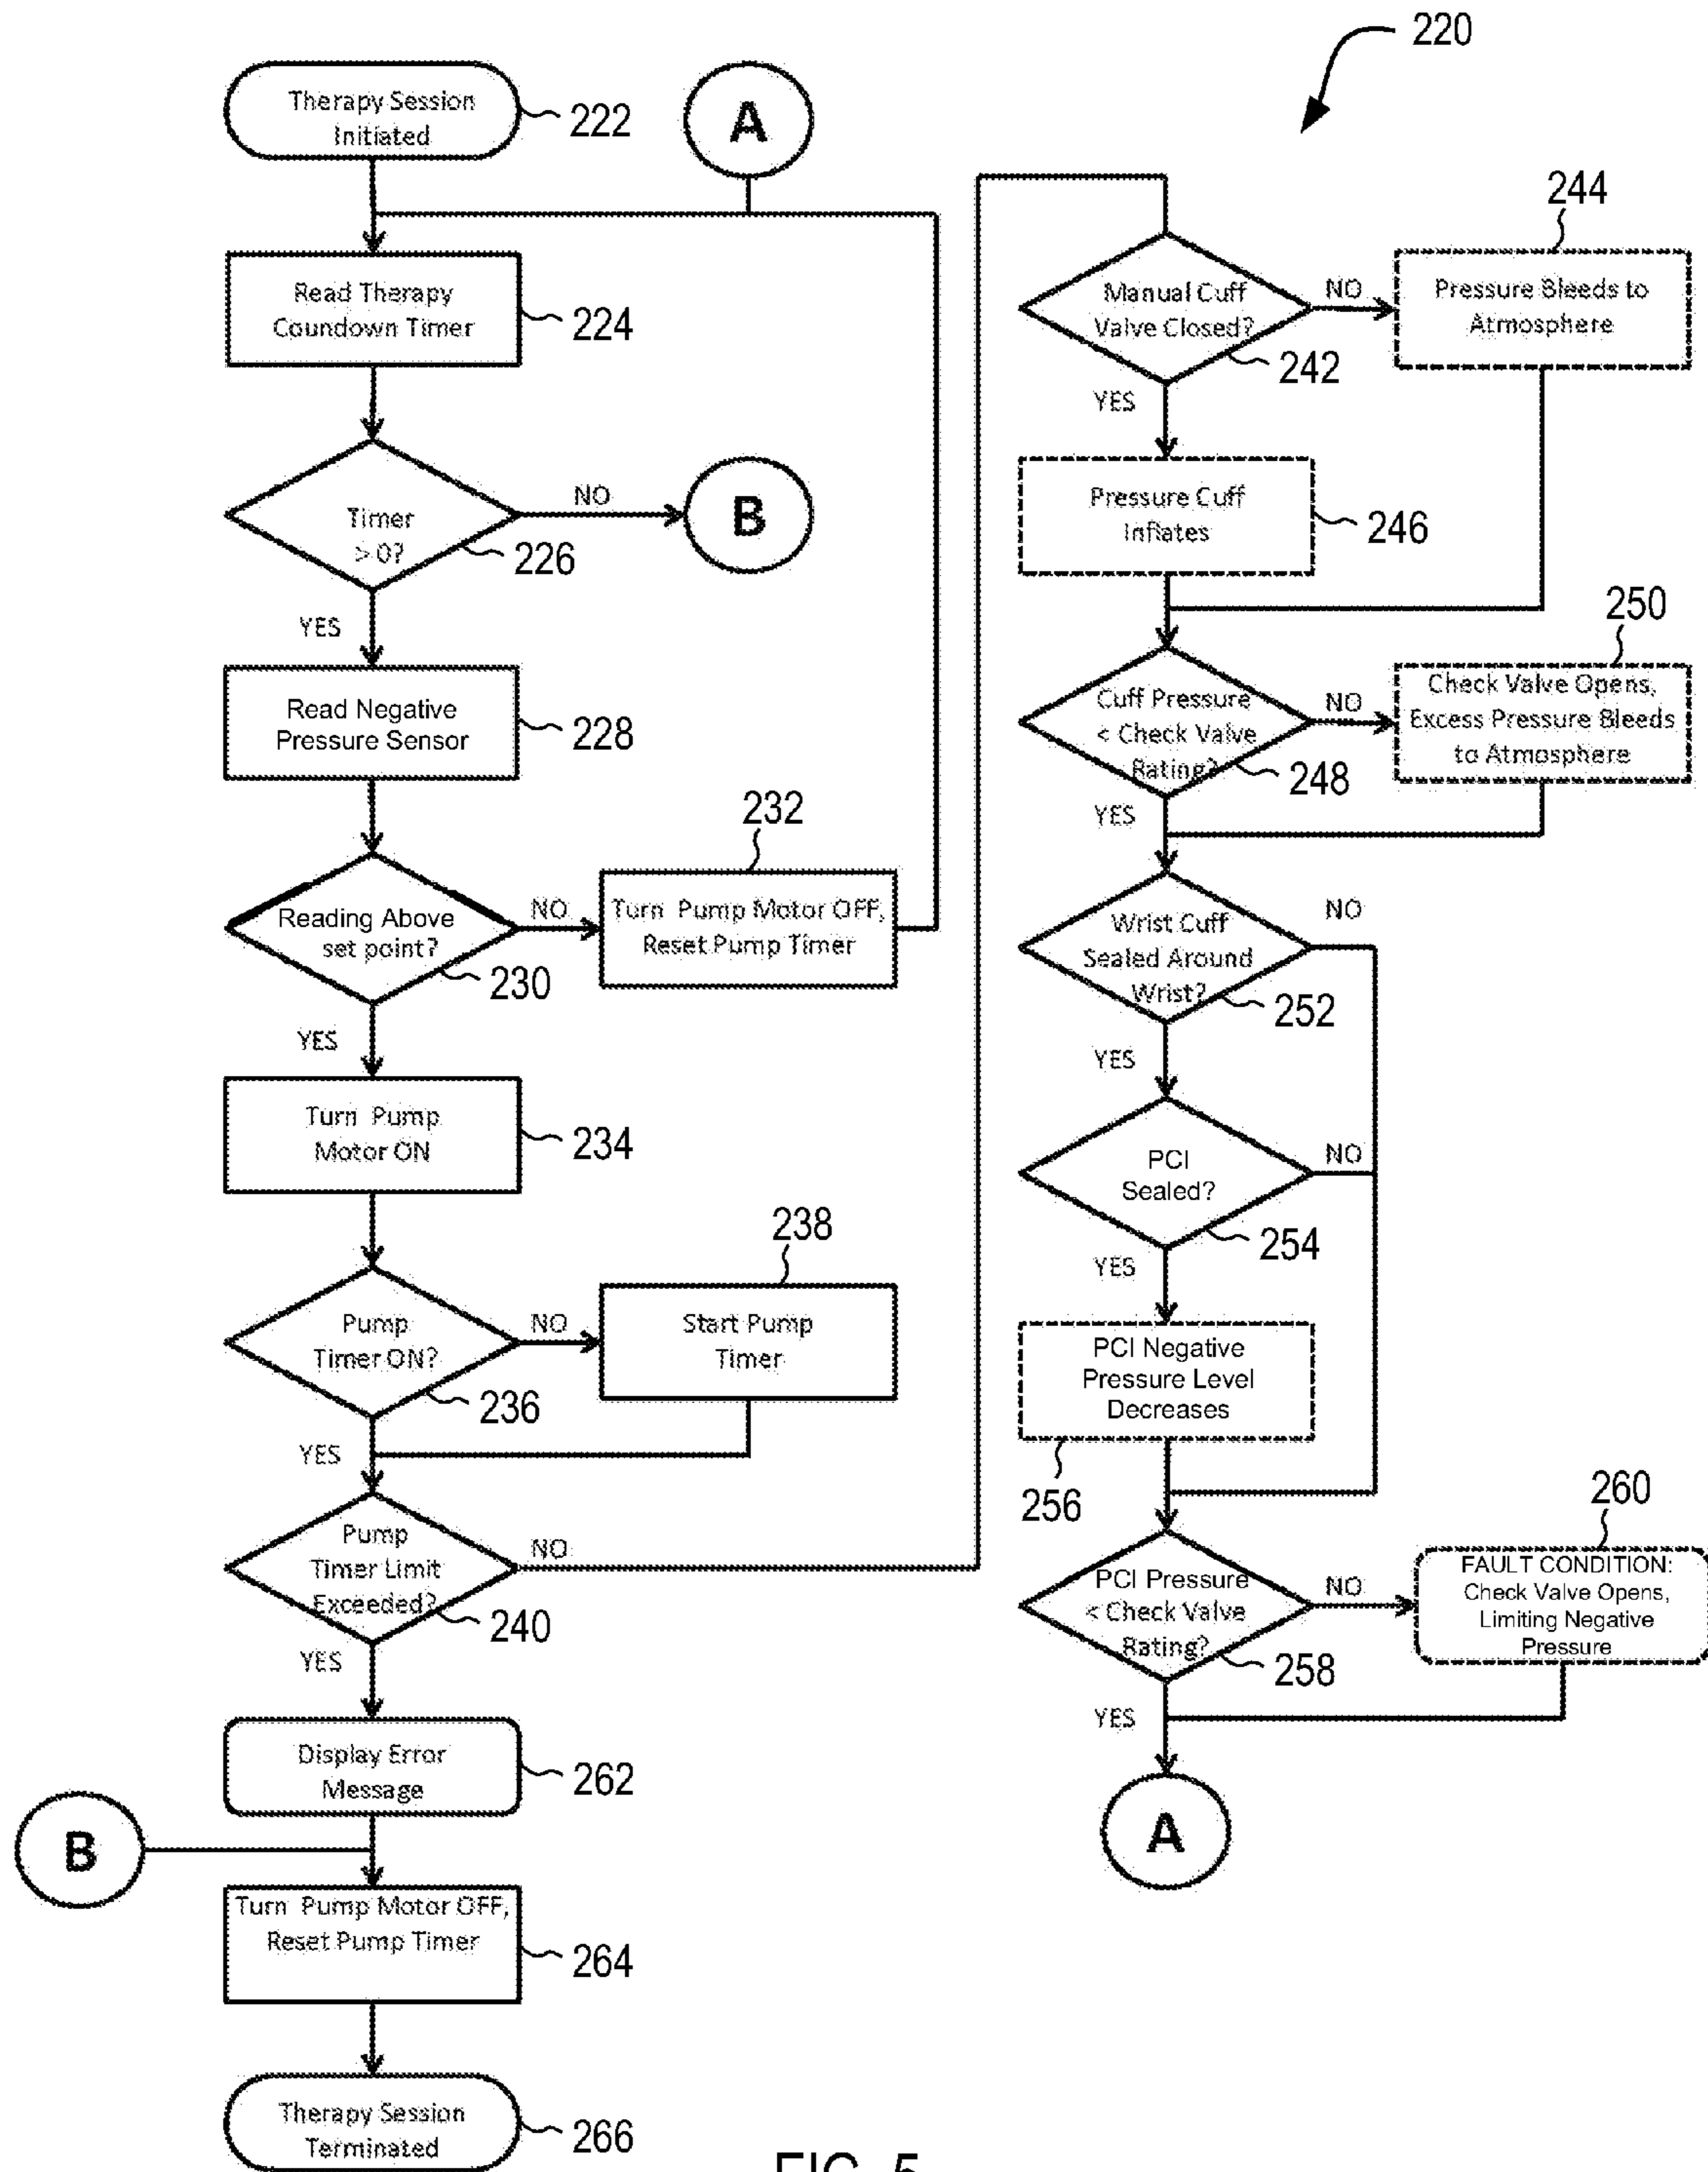 220
Therapy Session
Initiated
222
A
Read Therapy
Coundown Timer
224
Timer
> 0?
226
NO
B
YES
Read Negative
Pressure Sensor
228
Reading Above
set point?
230
NO
232
Turn Pump Motor OFF,
Reset Pump Timer
YES
Turn Pump
Motor ON
234
Pump
Timer ON?
236
NO
238
Start Pump
Timer
YES
Pump
Timer Limit
Exceeded?
240
NO
YES
Display Error
Message
262
B
Turn Pump Motor OFF,
Reset Pump Timer
264
Therapy Session
Terminated
266
Manual Cuff
Valve Closed?
242
NO
244
Pressure Bleeds to
Atmosphere
YES
Pressure Cuff
Inflates
246
Cuff Pressure
< Check Valve
Rating?
248
NO
250
Check Valve Opens,
Excess Pressure Bleeds
to Atmosphere
YES
Wrist Cuff
Sealed Around
Wrist?
252
NO
YES
PCI
Sealed?
254
NO
YES
PCI Negative
Pressure Level
Decreases
256
PCI Pressure
< Check Valve
Rating?
258
NO
260
FAULT CONDITION:
Check Valve Opens,
Limiting Negative
Pressure
YES
A
FIG. 5